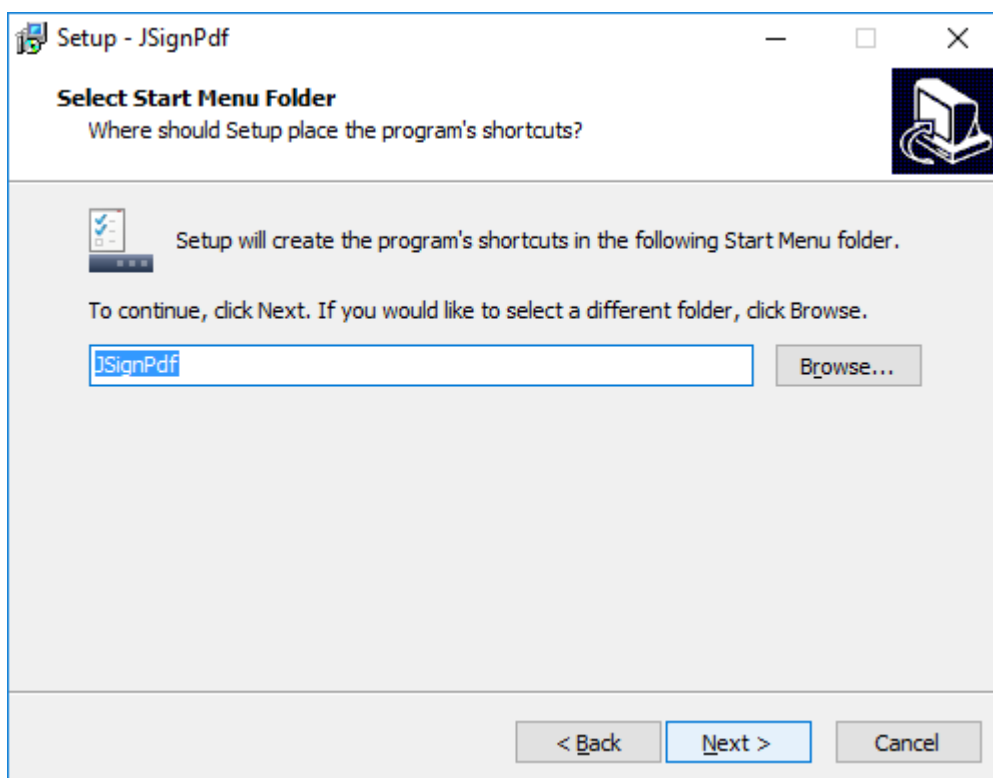 Setup - JSignPdf
Select Start Menu Folder
Where should Setup place the program's shortcuts?
Setup will create the program's shortcuts in the following Start Menu folder.
To continue, click Next. If you would like to select a different folder, click Browse.
JSignPdf
Browse...
< Back
Next >
Cancel